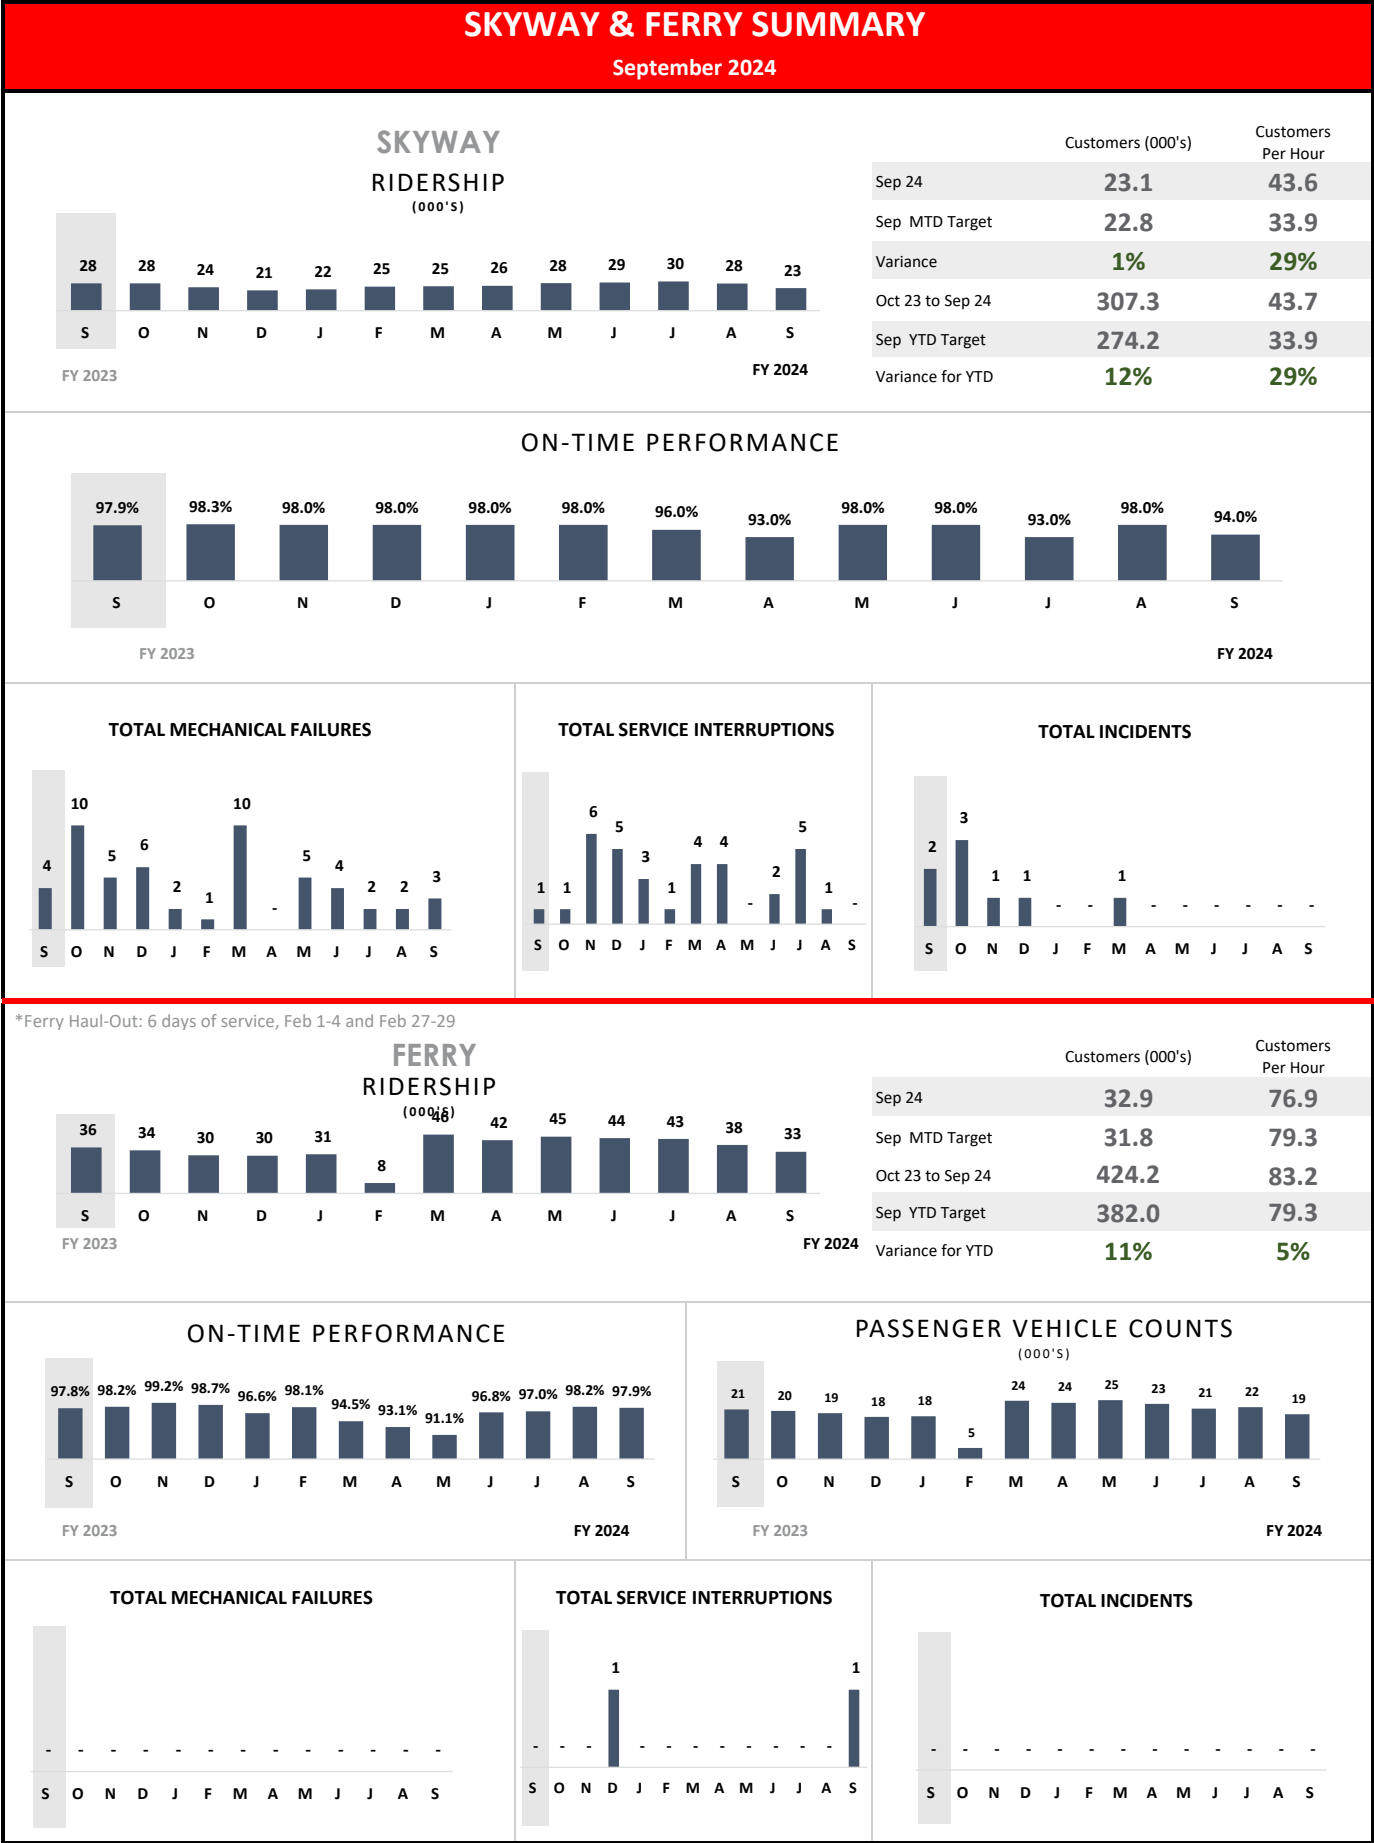 SKYWAY & FERRY SUMMARY
September 2024
SKYWAY
RIDERSHIP
(000'S)
28 28 24 21 22 25 25 26 28 29 30 28 23
S O N D J F M A M J J A S
FY 2023 FY 2024
Customers (000's) Customers Per Hour
Sep 24 23.1 43.6
Sep MTD Target 22.8 33.9
Variance 1% 29%
Oct 23 to Sep 24 307.3 43.7
Sep YTD Target 274.2 33.9
Variance for YTD 12% 29%
ON-TIME PERFORMANCE
97.9% 98.3% 98.0% 98.0% 98.0% 98.0% 96.0% 93.0% 98.0% 98.0% 93.0% 98.0% 94.0%
S O N D J F M A M J J A S
FY 2023 FY 2024
TOTAL MECHANICAL FAILURES
4 10 5 6 2 1 10 - 5 4 2 2 3
S O N D J F M A M J J A S
TOTAL SERVICE INTERRUPTIONS
1 1 6 5 3 1 4 4 - 2 5 1 -
S O N D J F M A M J J A S
TOTAL INCIDENTS
2 3 1 1 - - 1 - - - - - -
S O N D J F M A M J J A S
*Ferry Haul-Out: 6 days of service, Feb 1-4 and Feb 27-29
FERRY
RIDERSHIP
(000'S)
36 34 30 30 31 8 46 42 45 44 43 38 33
S O N D J F M A M J J A S
FY 2023 FY 2024
Customers (000's) Customers Per Hour
Sep 24 32.9 76.9
Sep MTD Target 31.8 79.3
Oct 23 to Sep 24 424.2 83.2
Sep YTD Target 382.0 79.3
Variance for YTD 11% 5%
ON-TIME PERFORMANCE
97.8% 98.2% 99.2% 98.7% 96.6% 98.1% 94.5% 93.1% 91.1% 96.8% 97.0% 98.2% 97.9%
S O N D J F M A M J J A S
FY 2023 FY 2024
PASSENGER VEHICLE COUNTS
(000'S)
21 20 19 18 18 5 24 24 25 23 21 22 19
S O N D J F M A M J J A S
FY 2023 FY 2024
TOTAL MECHANICAL FAILURES
- - - - - - - - - - - - -
S O N D J F M A M J J A S
TOTAL SERVICE INTERRUPTIONS
- - - 1 - - - - - - - - 1
S O N D J F M A M J J A S
TOTAL INCIDENTS
- - - - - - - - - - - - -
S O N D J F M A M J J A S